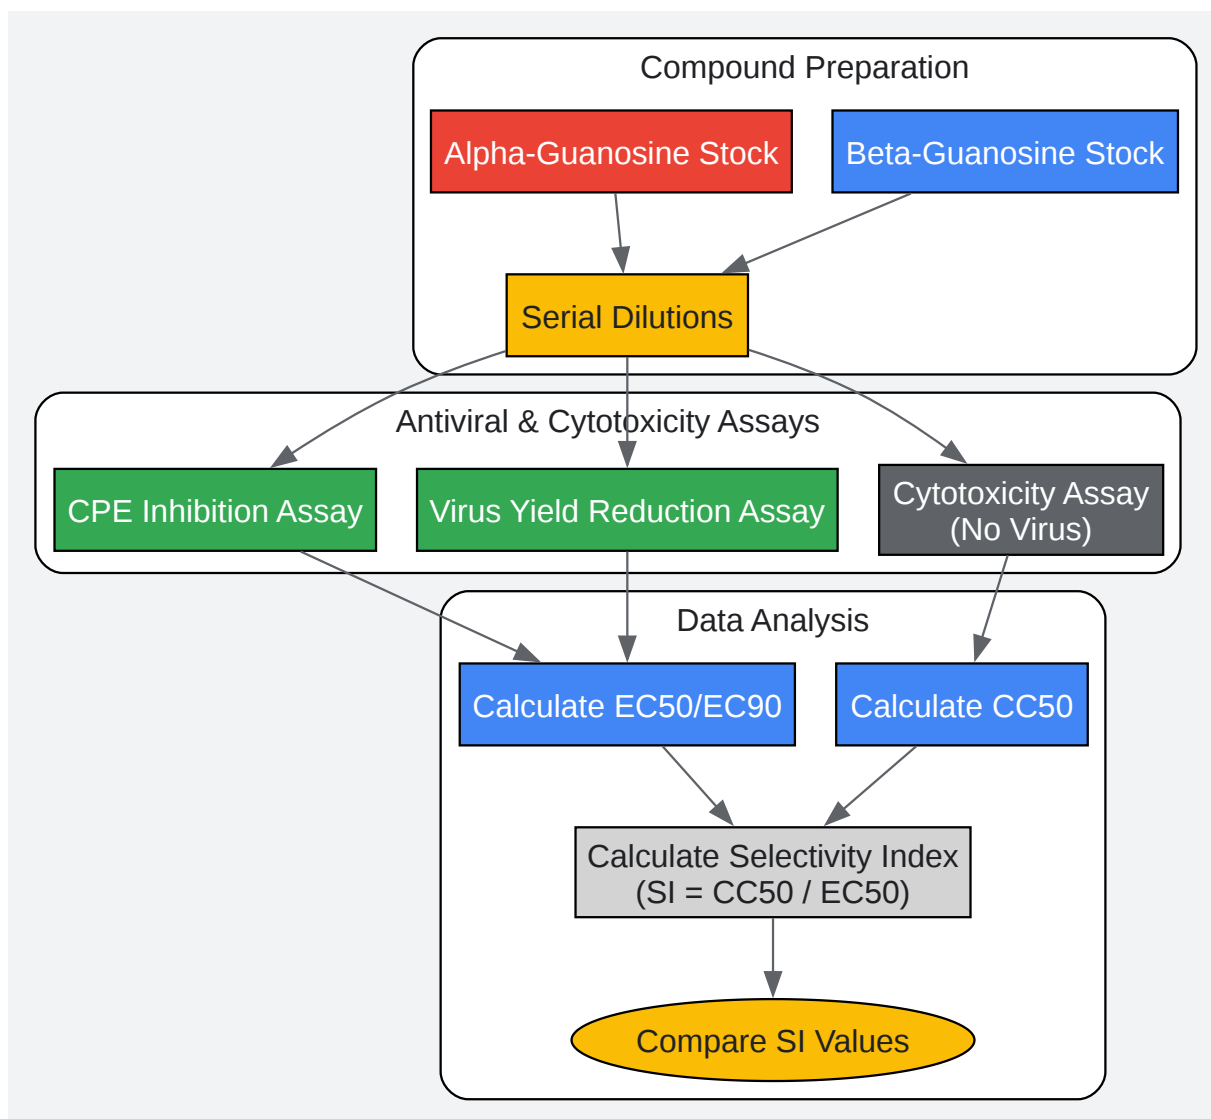 Compound Preparation
Alpha-Guanosine Stock
Beta-Guanosine Stock
Serial Dilutions
Antiviral & Cytotoxicity Assays
CPE Inhibition Assay
Virus Yield Reduction Assay
Cytotoxicity Assay
(No Virus)
Data Analysis
Calculate EC50/EC90
Calculate CC50
Calculate Selectivity Index
(SI = CC50 / EC50)
Compare SI Values